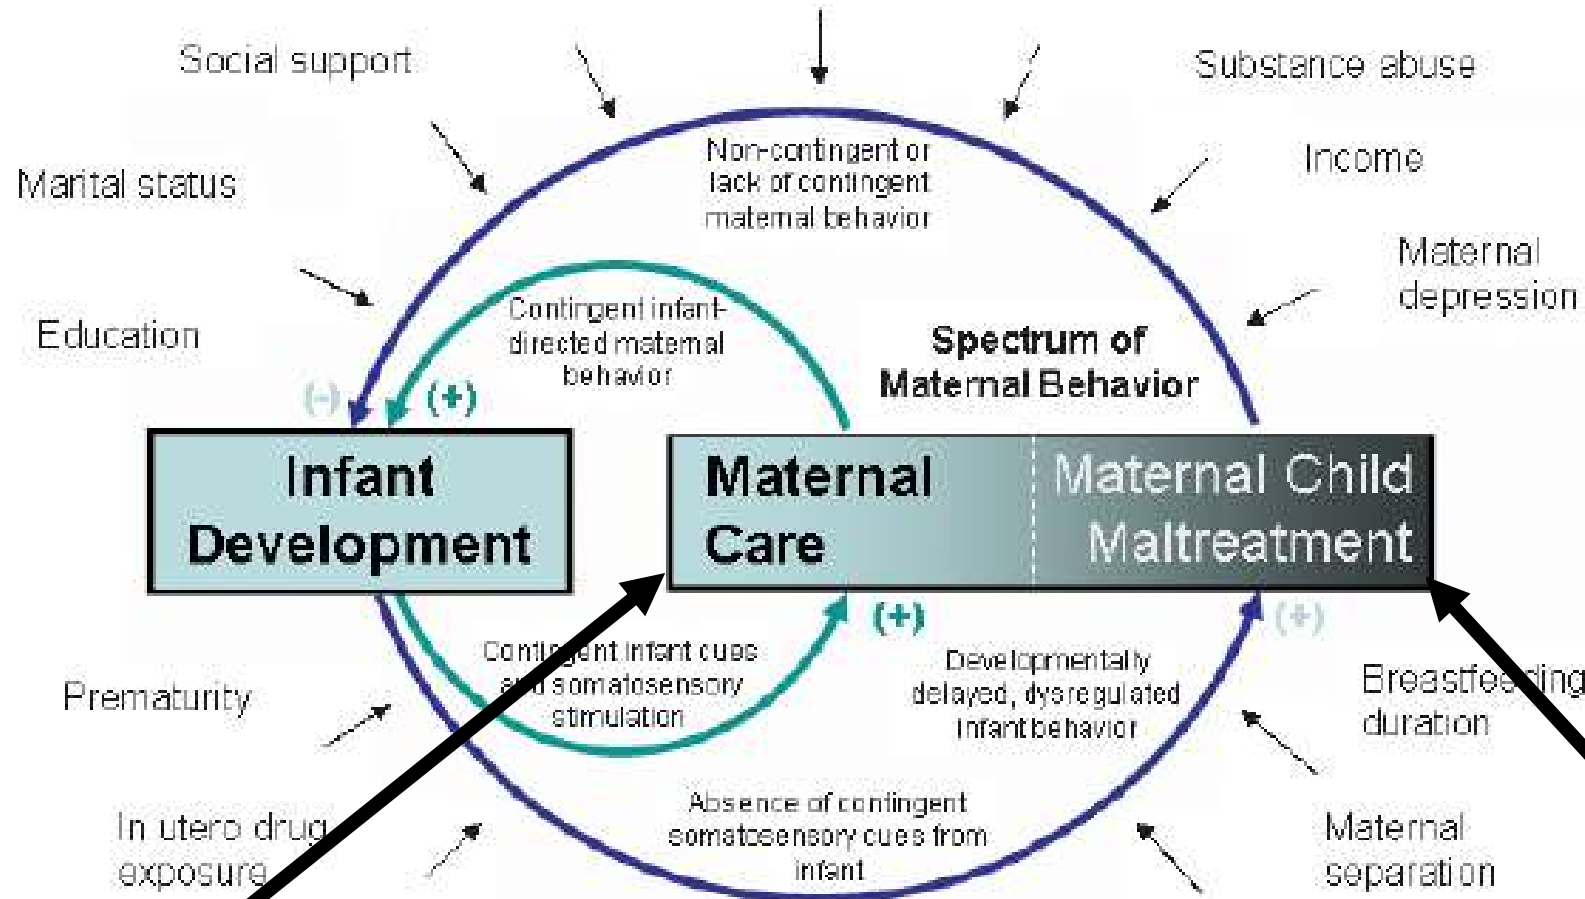 Social support
Substance abuse
Non-contingent or
lack of contingent
maternal behavior
Income
Marital status
Maternal
depression
Contingent infant-
directed maternal
behavior
Education
Spectrum of
Maternal Behavior
(-)
(+)
Infant
Development
Maternal
Care
Maternal Child
Maltreatment
(+)
(+)
Contingent infant cues
and somatosensory
stimulation
Developmentally
delayed, dysregulated
infant behavior
Prematurity
Breastfeeding
duration
Absence of contingent
somatosensory cues from
infant
In utero drug
exposure
Maternal
separation